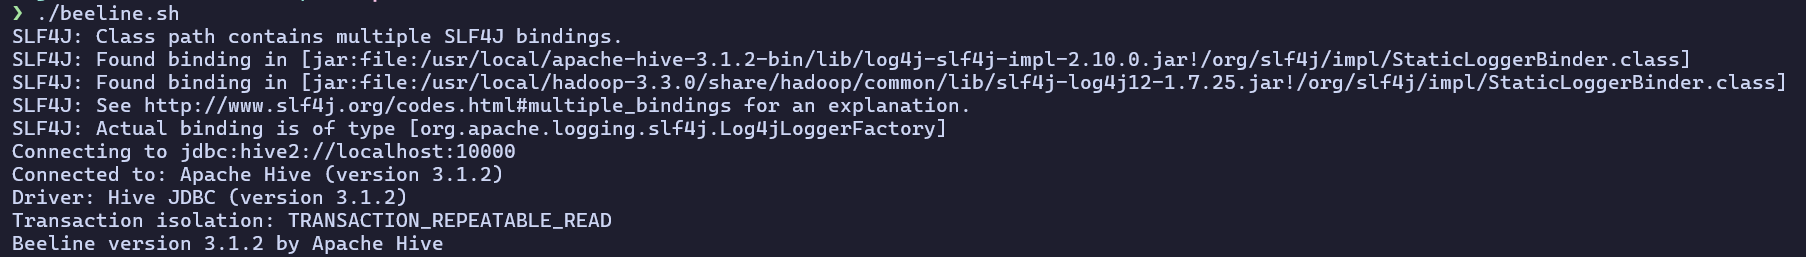 ❯ ./beeline.sh
SLF4J: Class path contains multiple SLF4J bindings.
SLF4J: Found binding in [jar:file:/usr/local/apache-hive-3.1.2-bin/lib/log4j-slf4j-impl-2.10.0.jar!/org/slf4j/impl/StaticLoggerBinder.class]
SLF4J: Found binding in [jar:file:/usr/local/hadoop-3.3.0/share/hadoop/common/lib/slf4j-log4j12-1.7.25.jar!/org/slf4j/impl/StaticLoggerBinder.class]
SLF4J: See http://www.slf4j.org/codes.html#multiple_bindings for an explanation.
SLF4J: Actual binding is of type [org.apache.logging.slf4j.Log4jLoggerFactory]
Connecting to jdbc:hive2://localhost:10000
Connected to: Apache Hive (version 3.1.2)
Driver: Hive JDBC (version 3.1.2)
Transaction isolation: TRANSACTION_REPEATABLE_READ
Beeline version 3.1.2 by Apache Hive